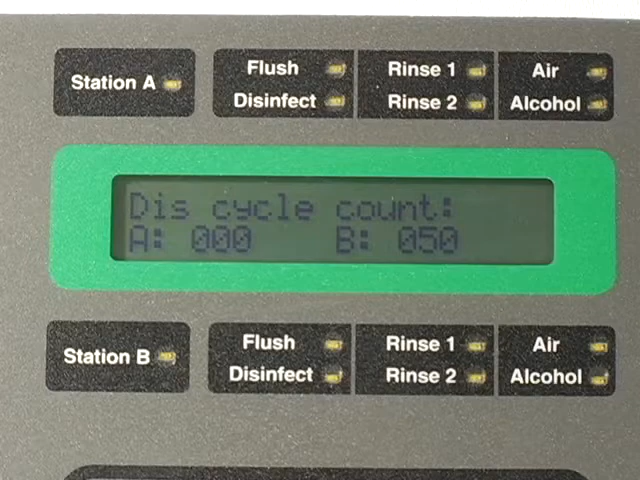 Station A
Flush
Disinfect
Rinse 1
Rinse 2
Air
Alcohol
Dis cycle count:
A: 000 B: 050
Station B
Flush
Disinfect
Rinse 1
Rinse 2
Air
Alcohol